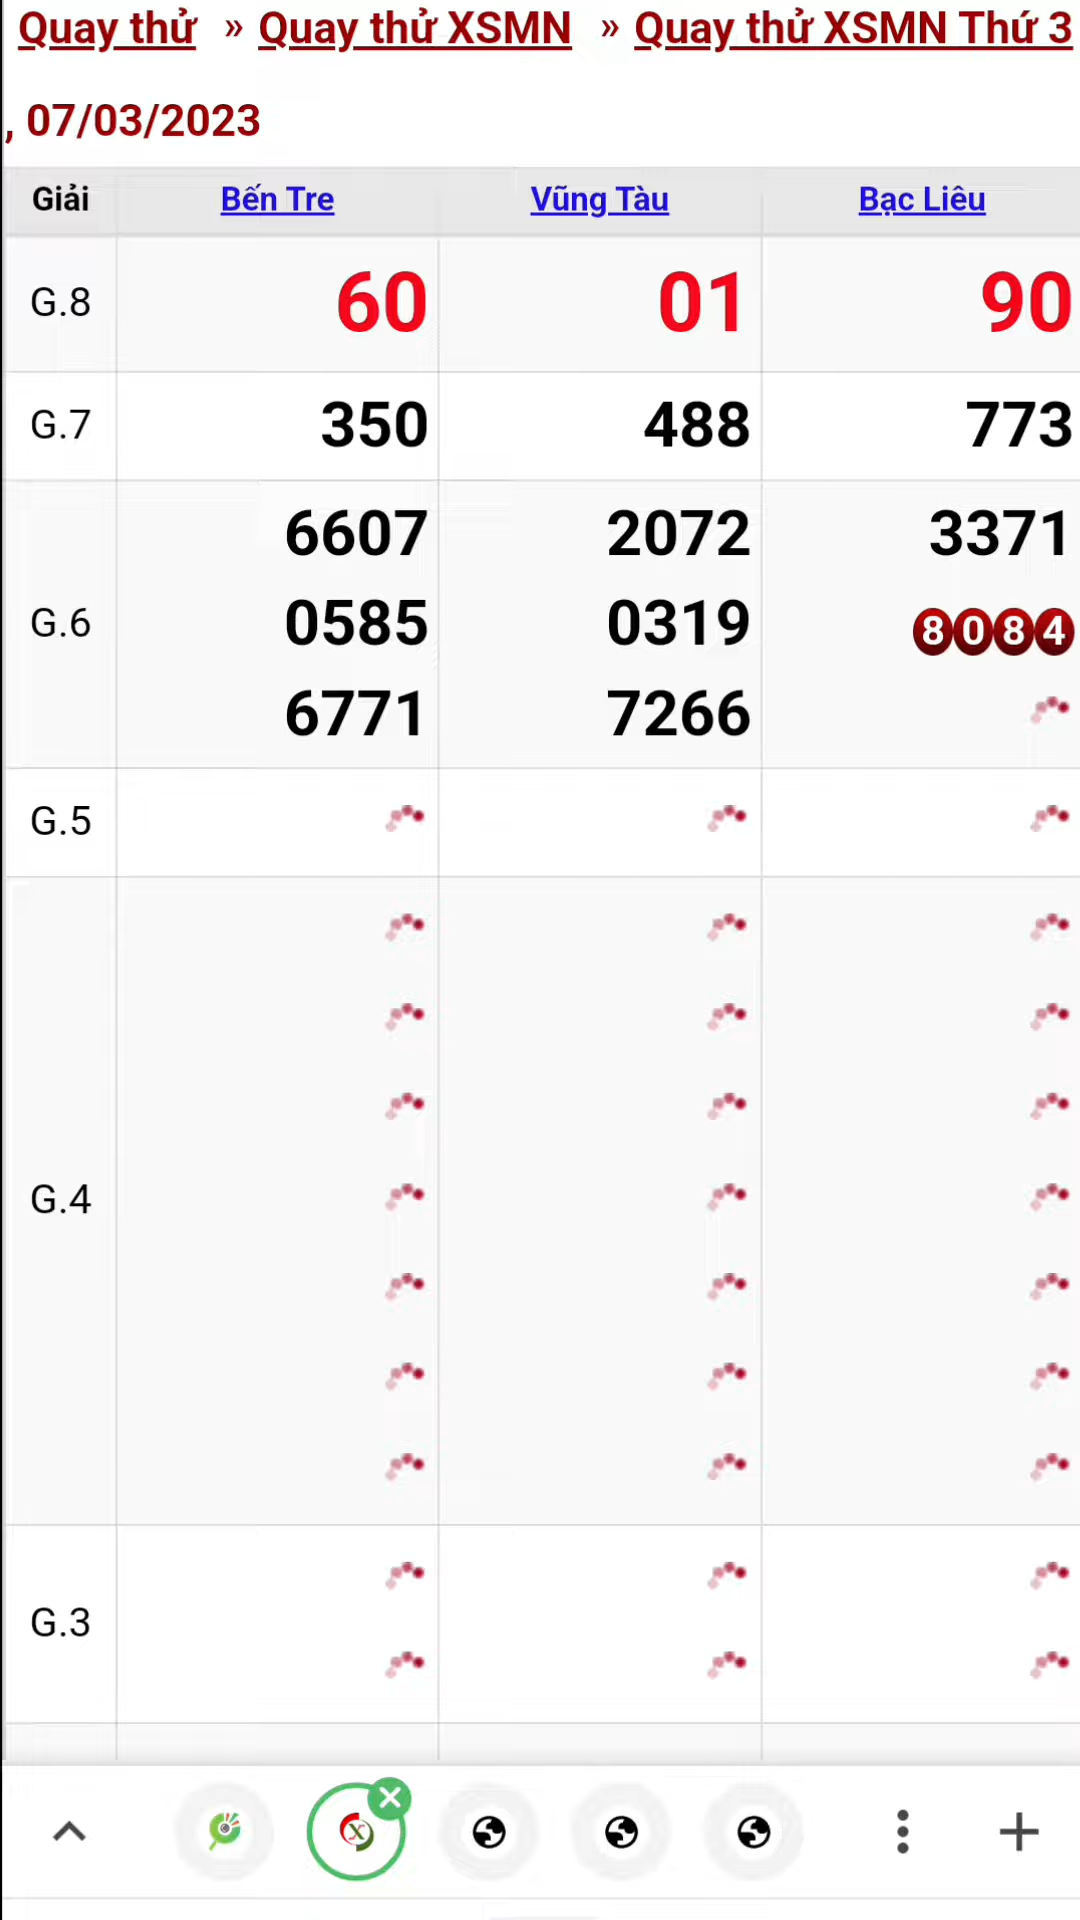 Quay thử » Quay thử XSMN » Quay thử XSMN Thứ 3
, 07/03/2023
Giải Bến Tre Vũng Tàu Bạc Liêu
G.8 60 01 90
G.7 350 488 773
6607 2072 3371
G.6 0585 0319 8084
6771 7266
G.5
G.4
G.3